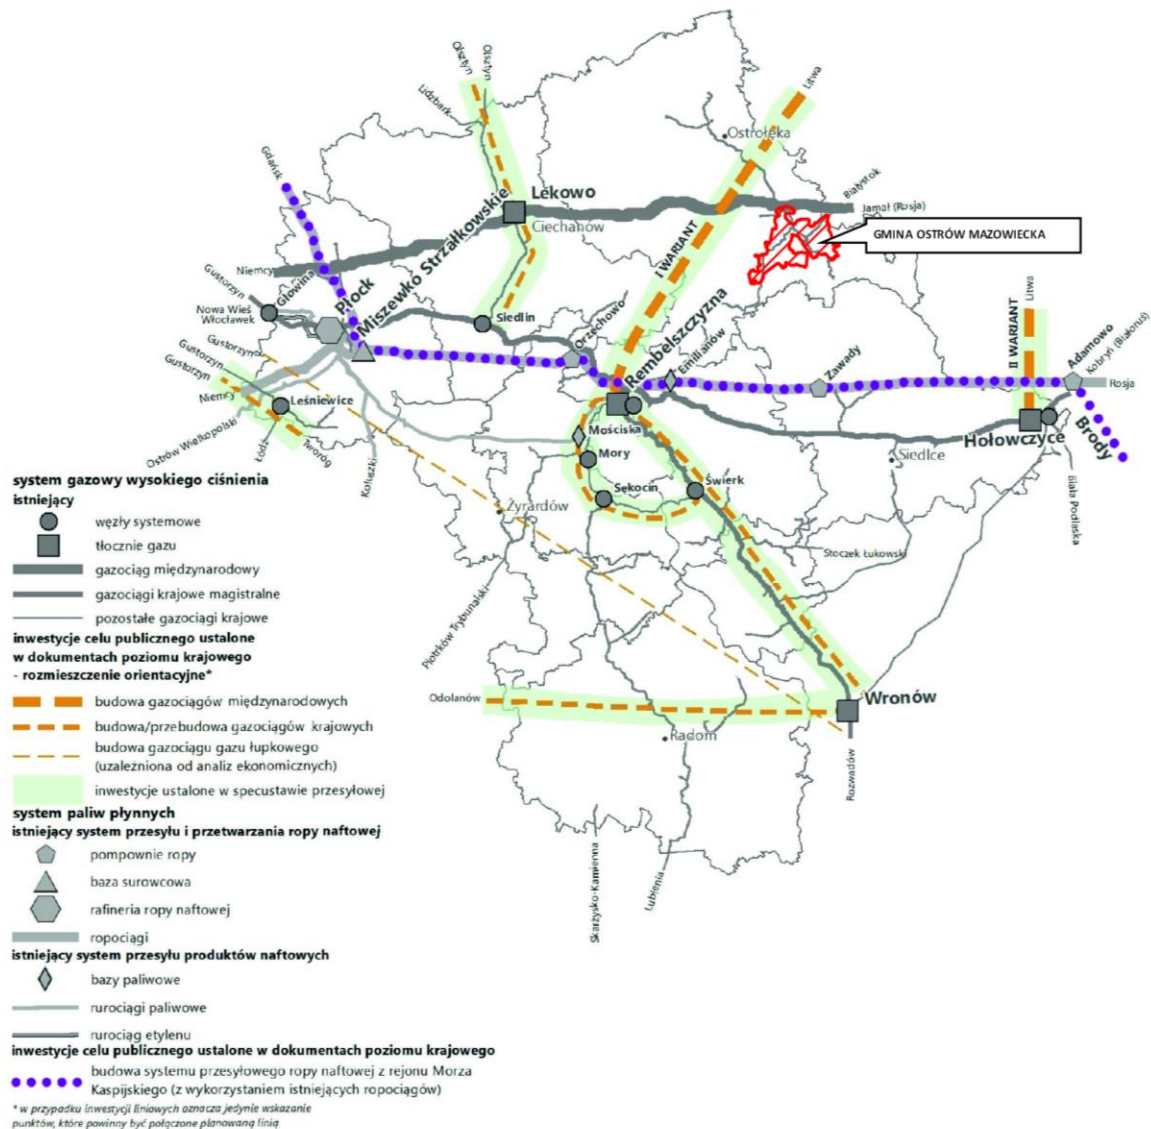 Olsztyn
Olsztyn
Lidzbark
Litwa
Ostrołęka
Gdańsk
Białystok
Jamał (Rosja)
Lekowo
Ciechanów
GMINA OSTRÓW MAZOWIECKA
I WARIANT
Niemcy
Gustorzyn
Głowina
Nowa Wieś
Włocławek
Płock
Miszewko Strzałkowskie
Siedlin
Orzechowo
Rembelszczyzna
Emilianów
Zawady
II WARIANT
Litwa
Adamowo
Kobryń (Białoruś)
Rosja
Gustorzyn
Gustorzyn
Gustorzyn
Niemcy
Leśniewice
Ostrów Wielkopolski
Łódź
Tworóg
Koluszki
Mościska
Mory
Sękocin
Świerk
Hołowczyce
Brody
Siedlce
Biała Podlaska
Żyrardów
Stoczek Łukowski
Piotrków Trybunalski
Odolanów
Wronów
Radom
Rozwadów
Skarżysko-Kamienna
Lubienia
system gazowy wysokiego ciśnienia
istniejący
węzły systemowe
tłocznie gazu
gazociąg międzynarodowy
gazociągi krajowe magistralne
pozostałe gazociągi krajowe
inwestycje celu publicznego ustalone
w dokumentach poziomu krajowego
- rozmieszczenie orientacyjne*
budowa gazociągów międzynarodowych
budowa/przebudowa gazociągów krajowych
budowa gazociągu gazu łupkowego
(uzależniona od analiz ekonomicznych)
inwestycje ustalone w specustawie przesyłowej
system paliw płynnych
istniejący system przesyłu i przetwarzania ropy naftowej
pompownie ropy
baza surowcowa
rafineria ropy naftowej
ropociągi
istniejący system przesyłu produktów naftowych
bazy paliwowe
rurociągi paliwowe
rurociąg etylenu
inwestycje celu publicznego ustalone w dokumentach poziomu krajowego
budowa systemu przesyłowego ropy naftowej z rejonu Morza
Kaspijskiego (z wykorzystaniem istniejących ropociągów)
* w przypadku inwestycji liniowych oznacza jedynie wskazanie
punktów, które powinny być połączone planowaną linią